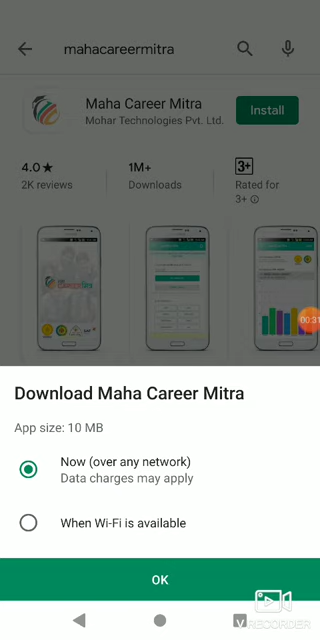 mahacareermitra
Maha Career Mitra
Mohar Technologies Pvt. Ltd.
Install
4.0★
2K reviews
1M+
Downloads
3+
Rated for
3+
00:31
Download Maha Career Mitra
App size: 10 MB
Now (over any network)
Data charges may apply
When Wi-Fi is available
OK
V RECORDER